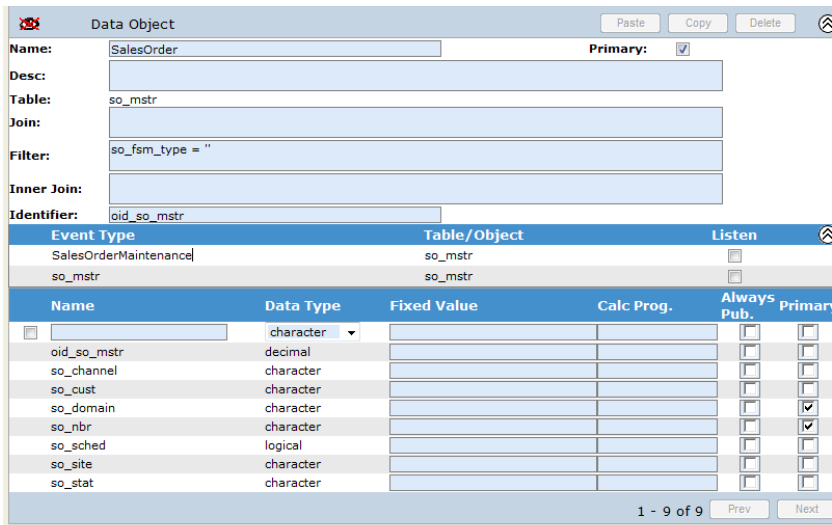 Data Object Paste Copy Delete
Name: SalesOrder Primary:
Desc:
Table: so_mstr
Join:
Filter: so_fsm_type = ''
Inner Join:
Identifier: oid_so_mstr
Event Type Table/Object Listen
SalesOrderMaintenance so_mstr
so_mstr so_mstr
Name Data Type Fixed Value Calc Prog. Always Pub. Primary
character
oid_so_mstr decimal
so_channel character
so_cust character
so_domain character
so_nbr character
so_sched logical
so_site character
so_stat character
1 - 9 of 9 Prev Next